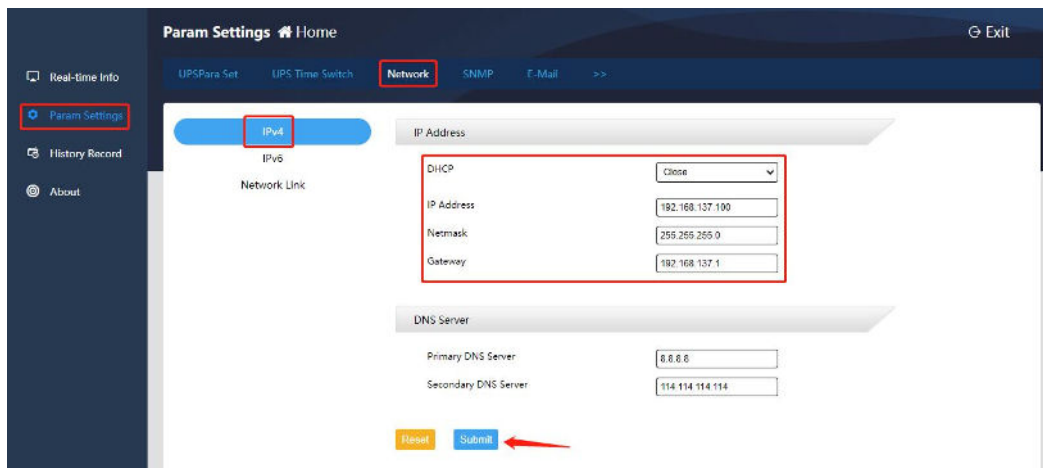 Param Settings Home
Exit
Real-time Info
Param Settings
History Record
About
UPSPara Set UPS Time Switch Network SNMP E-Mail >>
IPv4
IPv6
Network Link
IP Address
DHCP Close
IP Address 192.168.137.100
Netmask 255.255.255.0
Gateway 192.168.137.1
DNS Server
Primary DNS Server 8.8.8.8
Secondary DNS Server 114.114.114.114
Reset Submit